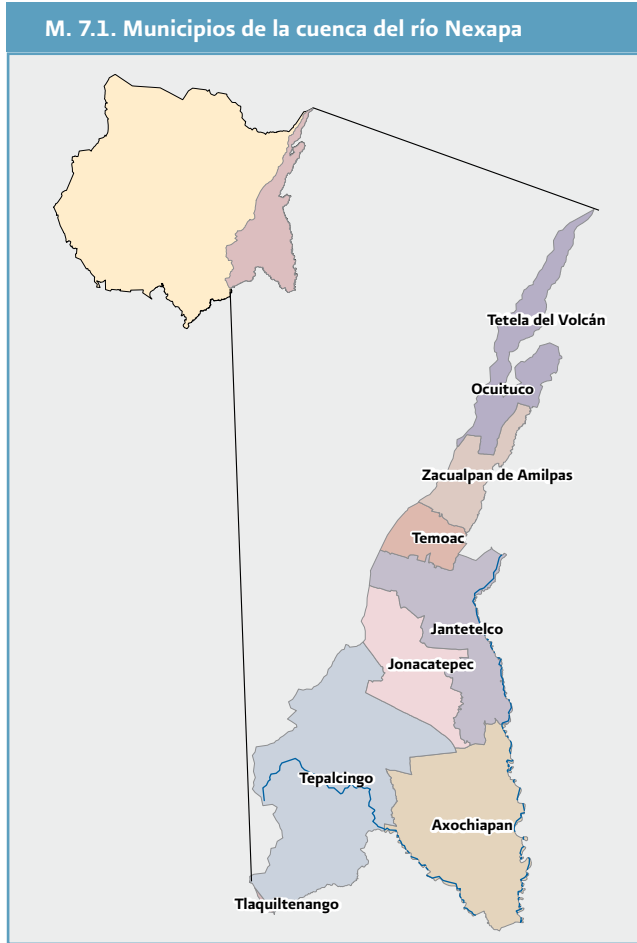 M. 7.1. Municipios de la cuenca del río Nexapa
Tetela del Volcán
Ocuituco
Zacualpan de Amilpas
Temoac
Jantetelco
Jonacatepec
Tepalcingo
Axochiapan
Tlaquiltenango